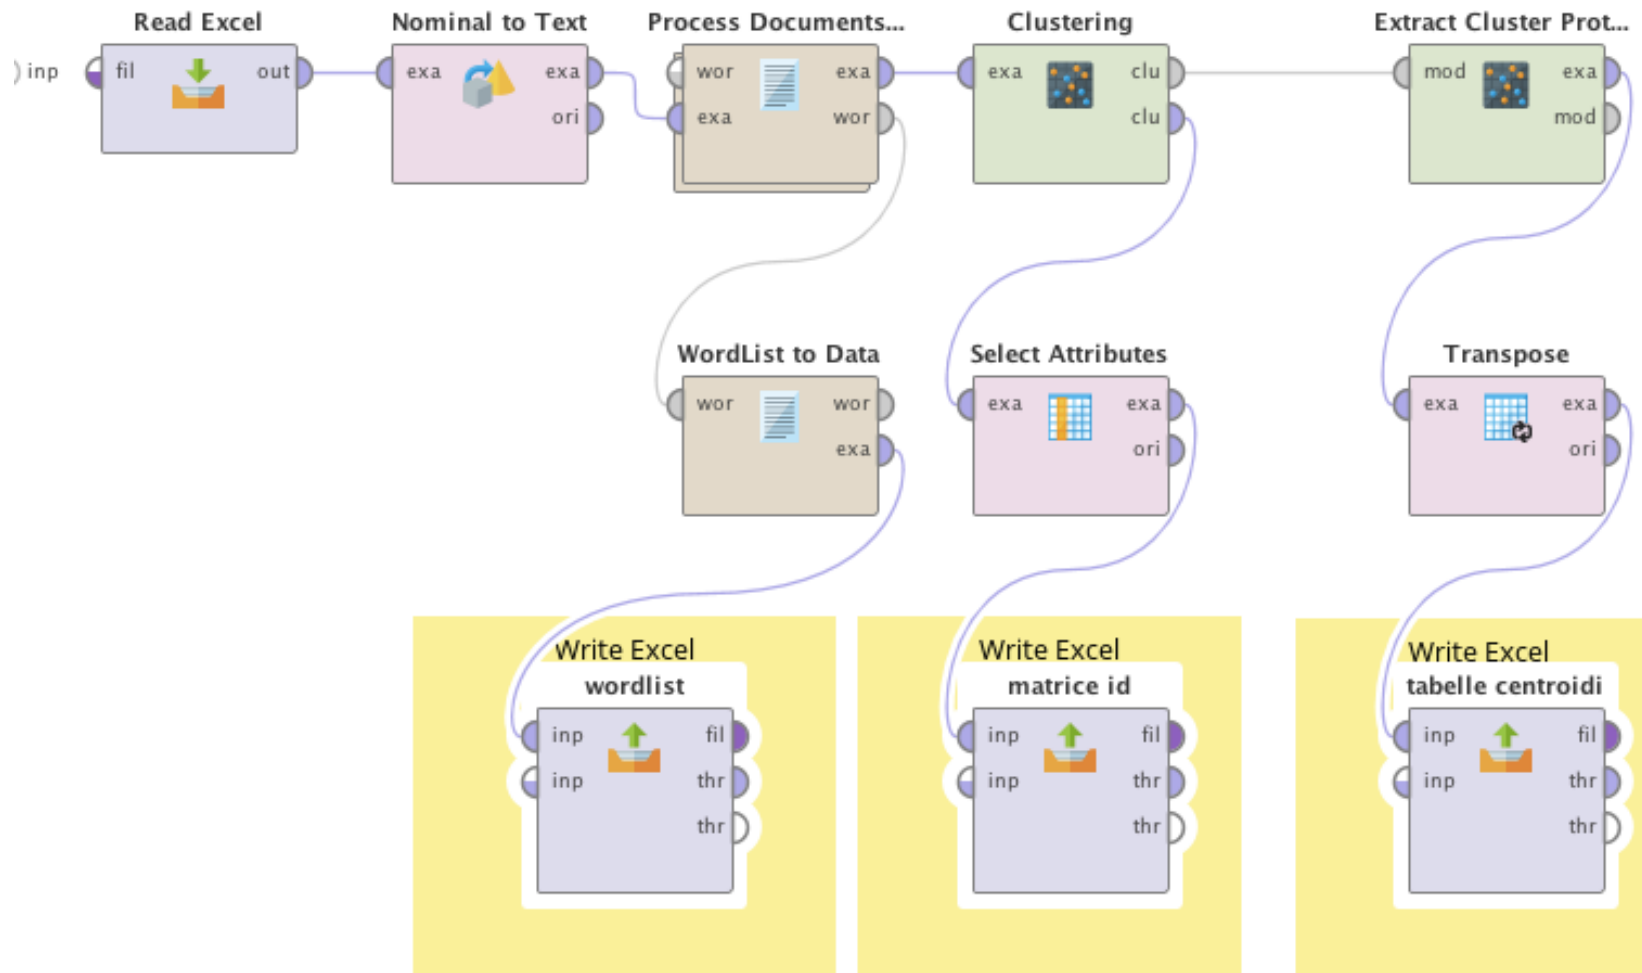 Read Excel
Nominal to Text
Process Documents...
Clustering
Extract Cluster Prot...
inp
fil
out
exa
exa
ori
wor
exa
exa
wor
exa
clu
clu
mod
exa
mod
WordList to Data
Select Attributes
Transpose
wor
wor
exa
exa
exa
ori
exa
exa
ori
Write Excel
wordlist
inp
fil
inp
thr
thr
Write Excel
matrice id
inp
fil
inp
thr
thr
Write Excel
tabelle centroidi
inp
fil
inp
thr
thr